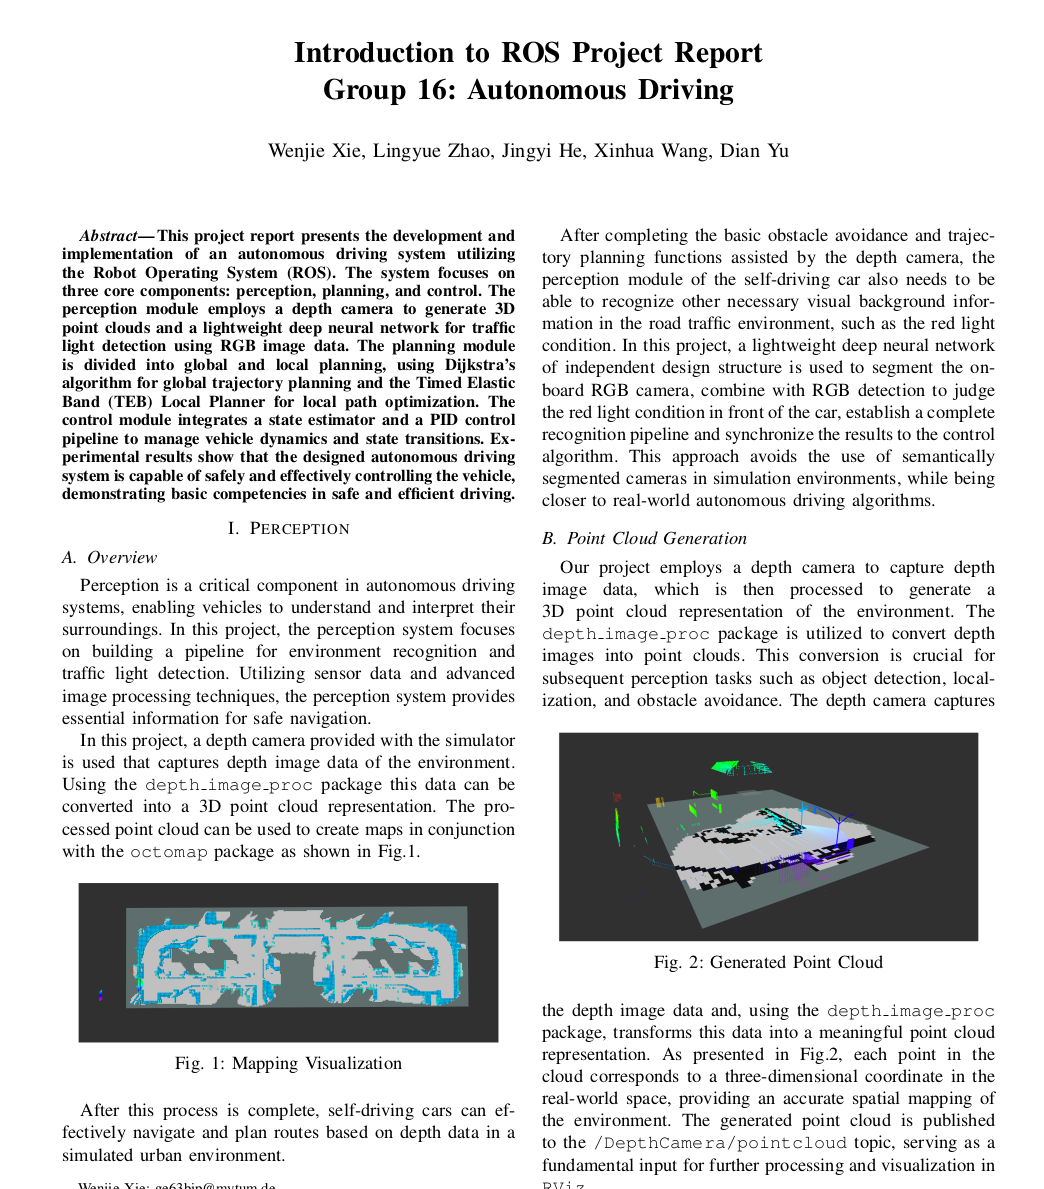 Introduction to ROS Project Report
Group 16: Autonomous Driving
Wenjie Xie, Lingyue Zhao, Jingyi He, Xinhua Wang, Dian Yu
Abstract—This project report presents the development and
implementation of an autonomous driving system utilizing
the Robot Operating System (ROS). The system focuses on
three core components: perception, planning, and control. The
perception module employs a depth camera to generate 3D
point clouds and a lightweight deep neural network for traffic
light detection using RGB image data. The planning module
is divided into global and local planning, using Dijkstra's
algorithm for global trajectory planning and the Timed Elastic
Band (TEB) Local Planner for local path optimization. The
control module integrates a state estimator and a PID control
pipeline to manage vehicle dynamics and state transitions. Ex-
perimental results show that the designed autonomous driving
system is capable of safely and effectively controlling the vehicle,
demonstrating basic competencies in safe and efficient driving.
I. PERCEPTION
A. Overview
Perception is a critical component in autonomous driving
systems, enabling vehicles to understand and interpret their
surroundings. In this project, the perception system focuses
on building a pipeline for environment recognition and
traffic light detection. Utilizing sensor data and advanced
image processing techniques, the perception system provides
essential information for safe navigation.
In this project, a depth camera provided with the simulator
is used that captures depth image data of the environment.
Using the depth_image_proc package this data can be
converted into a 3D point cloud representation. The pro-
cessed point cloud can be used to create maps in conjunction
with the octomap package as shown in Fig.1.
Fig. 1: Mapping Visualization
After this process is complete, self-driving cars can ef-
fectively navigate and plan routes based on depth data in a
simulated urban environment.
Wenjie Xie: ge63bip@mytum.de
After completing the basic obstacle avoidance and trajec-
tory planning functions assisted by the depth camera, the
perception module of the self-driving car also needs to be
able to recognize other necessary visual background infor-
mation in the road traffic environment, such as the red light
condition. In this project, a lightweight deep neural network
of independent design structure is used to segment the on-
board RGB camera, combine with RGB detection to judge
the red light condition in front of the car, establish a complete
recognition pipeline and synchronize the results to the control
algorithm. This approach avoids the use of semantically
segmented cameras in simulation environments, while being
closer to real-world autonomous driving algorithms.
B. Point Cloud Generation
Our project employs a depth camera to capture depth
image data, which is then processed to generate a
3D point cloud representation of the environment. The
depth_image_proc package is utilized to convert depth
images into point clouds. This conversion is crucial for
subsequent perception tasks such as object detection, local-
ization, and obstacle avoidance. The depth camera captures
Fig. 2: Generated Point Cloud
the depth image data and, using the depth_image_proc
package, transforms this data into a meaningful point cloud
representation. As presented in Fig.2, each point in the
cloud corresponds to a three-dimensional coordinate in the
real-world space, providing an accurate spatial mapping of
the environment. The generated point cloud is published
to the /DepthCamera/pointcloud topic, serving as a
fundamental input for further processing and visualization in
RViz.